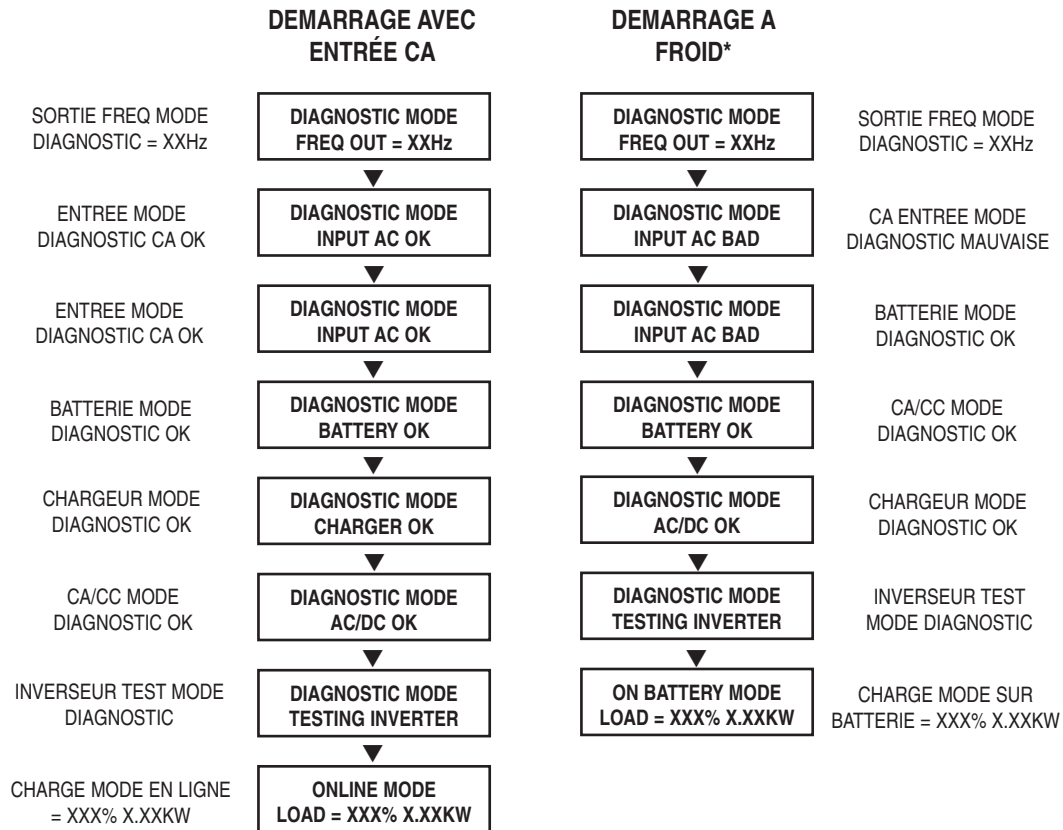 DEMARRAGE AVEC
ENTRÉE CA
DEMARRAGE A
FROID*
SORTIE FREQ MODE
DIAGNOSTIC = XXHz
DIAGNOSTIC MODE
FREQ OUT = XXHz
DIAGNOSTIC MODE
FREQ OUT = XXHz
SORTIE FREQ MODE
DIAGNOSTIC = XXHz
ENTREE MODE
DIAGNOSTIC CA OK
DIAGNOSTIC MODE
INPUT AC OK
DIAGNOSTIC MODE
INPUT AC BAD
CA ENTREE MODE
DIAGNOSTIC MAUVAISE
ENTREE MODE
DIAGNOSTIC CA OK
DIAGNOSTIC MODE
INPUT AC OK
DIAGNOSTIC MODE
INPUT AC BAD
BATTERIE MODE
DIAGNOSTIC OK
BATTERIE MODE
DIAGNOSTIC OK
DIAGNOSTIC MODE
BATTERY OK
DIAGNOSTIC MODE
BATTERY OK
CA/CC MODE
DIAGNOSTIC OK
CHARGEUR MODE
DIAGNOSTIC OK
DIAGNOSTIC MODE
CHARGER OK
DIAGNOSTIC MODE
AC/DC OK
CHARGEUR MODE
DIAGNOSTIC OK
CA/CC MODE
DIAGNOSTIC OK
DIAGNOSTIC MODE
AC/DC OK
DIAGNOSTIC MODE
TESTING INVERTER
INVERSEUR TEST
MODE DIAGNOSTIC
INVERSEUR TEST MODE
DIAGNOSTIC
DIAGNOSTIC MODE
TESTING INVERTER
ON BATTERY MODE
LOAD = XXX% X.XXKW
CHARGE MODE SUR
BATTERIE = XXX% X.XXKW
CHARGE MODE EN LIGNE
= XXX% X.XXKW
ONLINE MODE
LOAD = XXX% X.XXKW